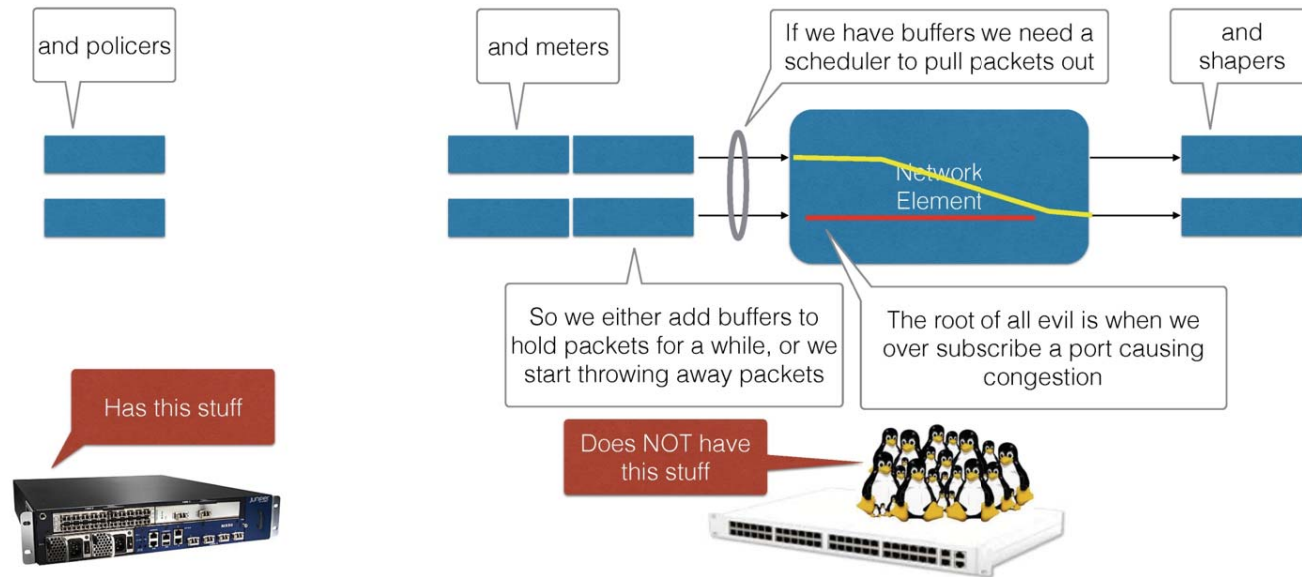 and policers
and meters
If we have buffers we need a
scheduler to pull packets out
and
shapers
Network
Element
So we either add buffers to
hold packets for a while, or we
start throwing away packets
The root of all evil is when we
over subscribe a port causing
congestion
Has this stuff
Does NOT have
this stuff